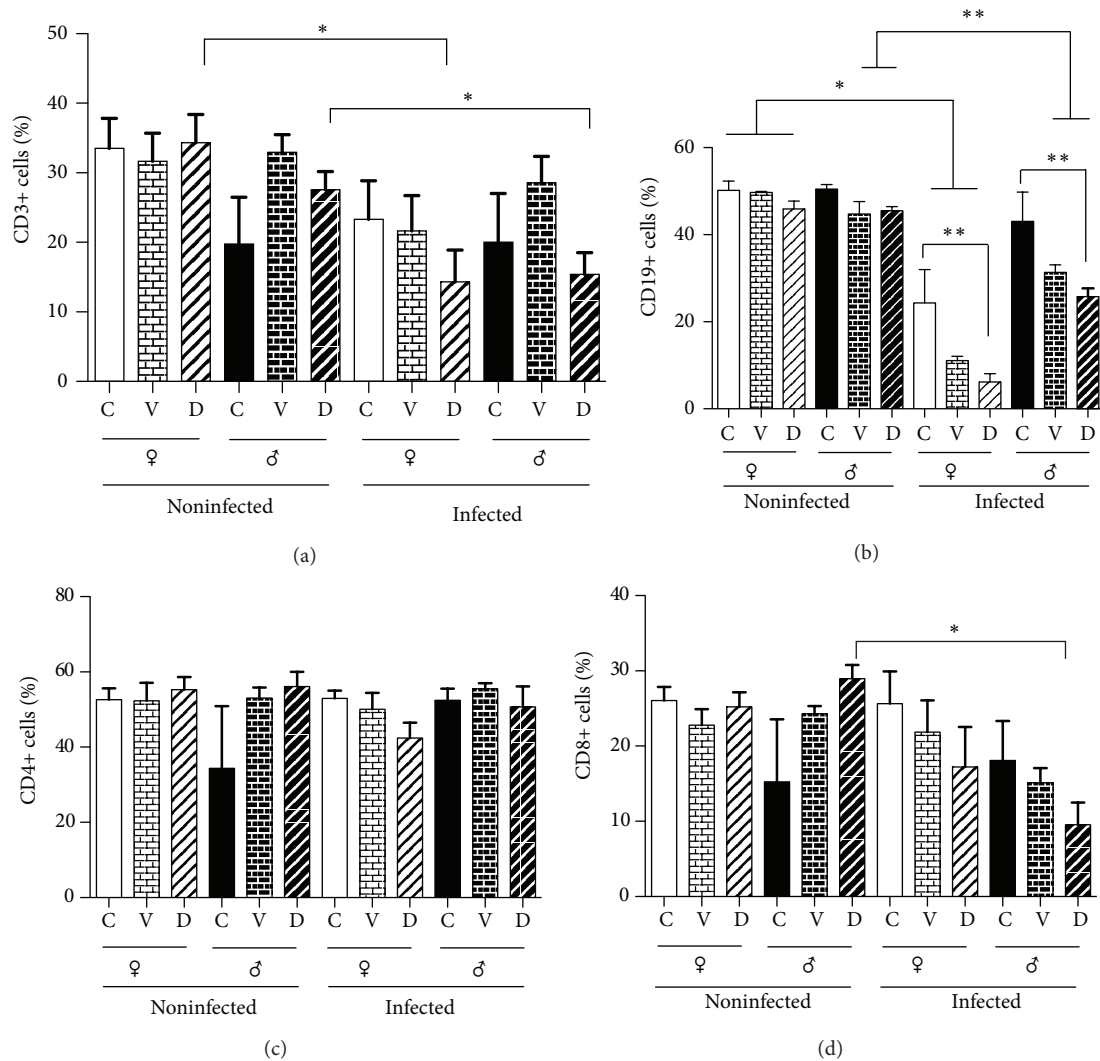 *
*
50
40
30
20
10
0
CD3+ cells (%)
C V D C V D C V D C V D
♀ ♂ ♀ ♂
Noninfected Infected
(a)
**
*
**
**
60
40
20
0
CD19+ cells (%)
C V D C V D C V D C V D
♀ ♂ ♀ ♂
Noninfected Infected
(b)
80
60
40
20
0
CD4+ cells (%)
C V D C V D C V D C V D
♀ ♂ ♀ ♂
Noninfected Infected
(c)
*
40
30
20
10
0
CD8+ cells (%)
C V D C V D C V D C V D
♀ ♂ ♀ ♂
Noninfected Infected
(d)